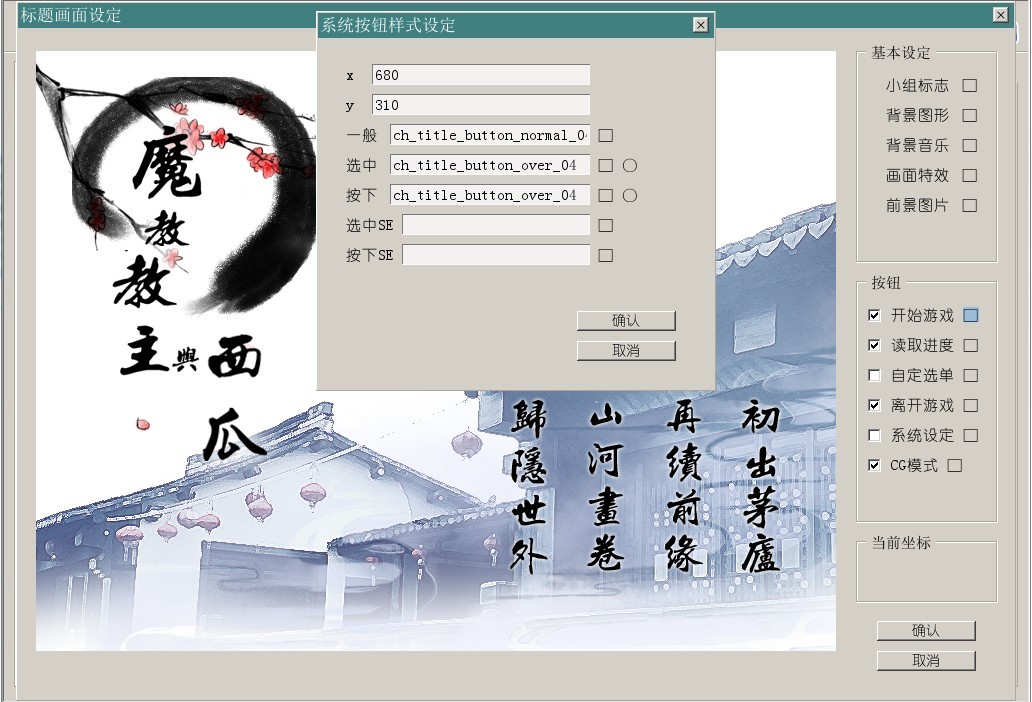 标题画面设定
系统按钮样式设定
x 680
y 310
一般 ch_title_button_normal_0
选中 ch_title_button_over_04
按下 ch_title_button_over_04
选中SE
按下SE
确认
取消
魔
教
教
主與西
瓜
初出茅廬
再續前緣
山河畫卷
歸隱世外
基本设定
小组标志
背景图形
背景音乐
画面特效
前景图片
按钮
开始游戏
读取进度
自定选单
离开游戏
系统设定
CG模式
当前坐标
确认
取消